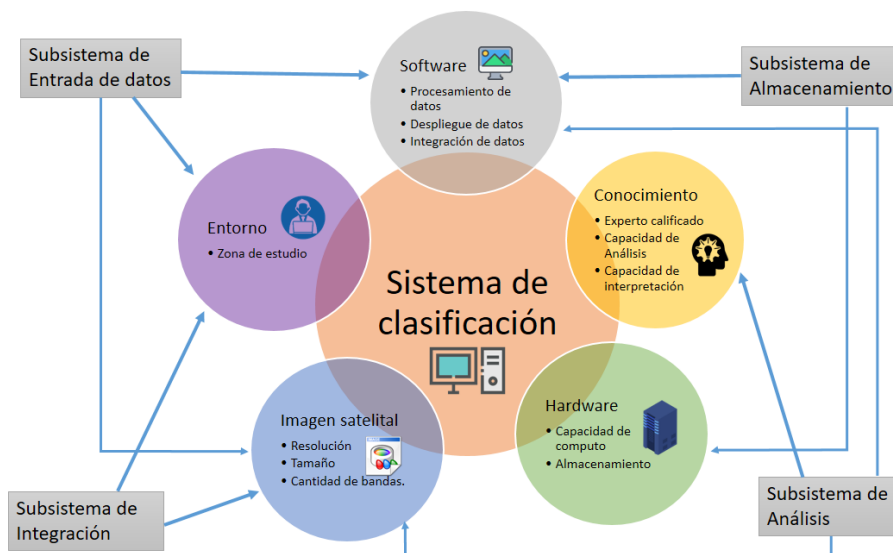 Subsistema de
Entrada de datos
Software
• Procesamiento de
datos
• Despliegue de datos
• Integración de datos
Subsistema de
Almacenamiento
Entorno
• Zona de estudio
Conocimiento
• Experto calificado
• Capacidad de
Análisis
• Capacidad de
interpretación
Sistema de
clasificación
Imagen satelital
• Resolución
• Tamaño
• Cantidad de bandas.
Hardware
• Capacidad de
computo
• Almacenamiento
Subsistema de
Integración
Subsistema de
Análisis